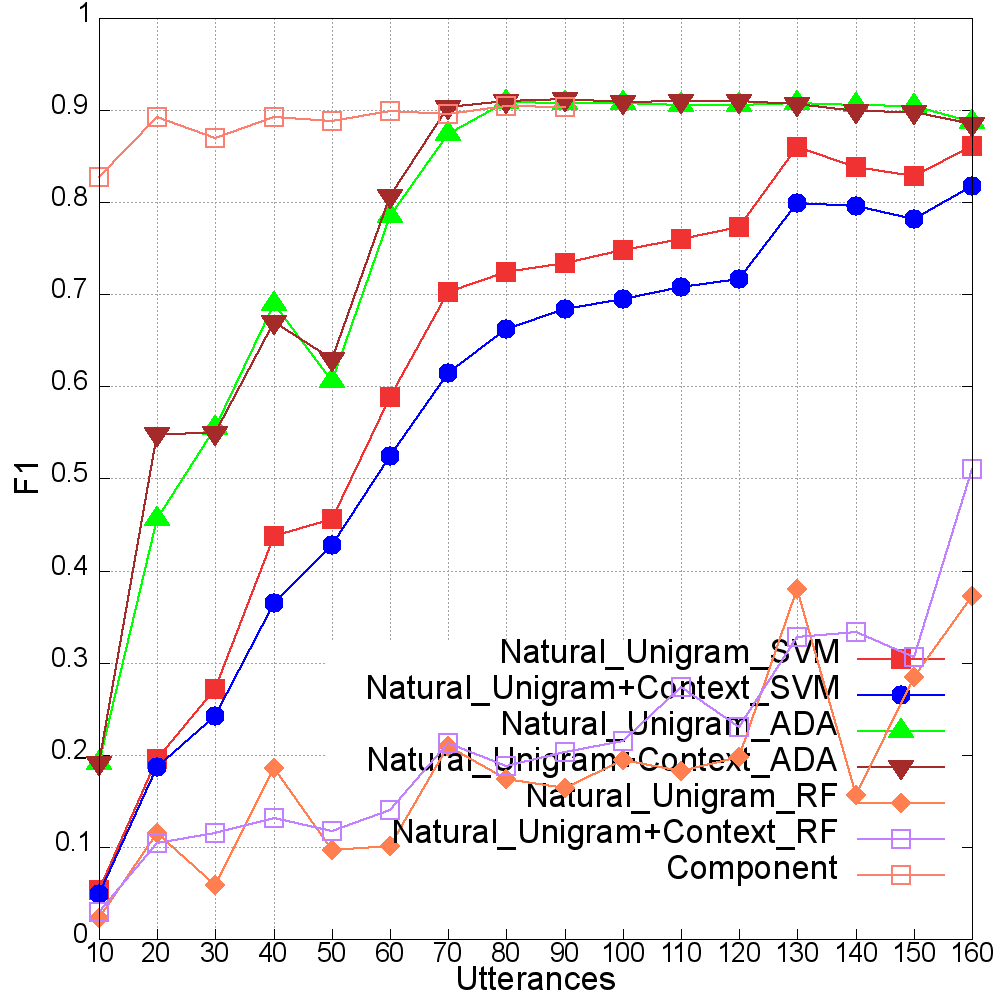 1
0.9
0.8
0.7
0.6
0.5
0.4
0.3
0.2
0.1
0
F1
Natural_Unigram_SVM
Natural_Unigram+Context_SVM
Natural_Unigram_ADA
Natural_Unigram+Context_ADA
Natural_Unigram_RF
Natural_Unigram+Context_RF
Component
10 20 30 40 50 60 70 80 90 100 110 120 130 140 150 160
Utterances